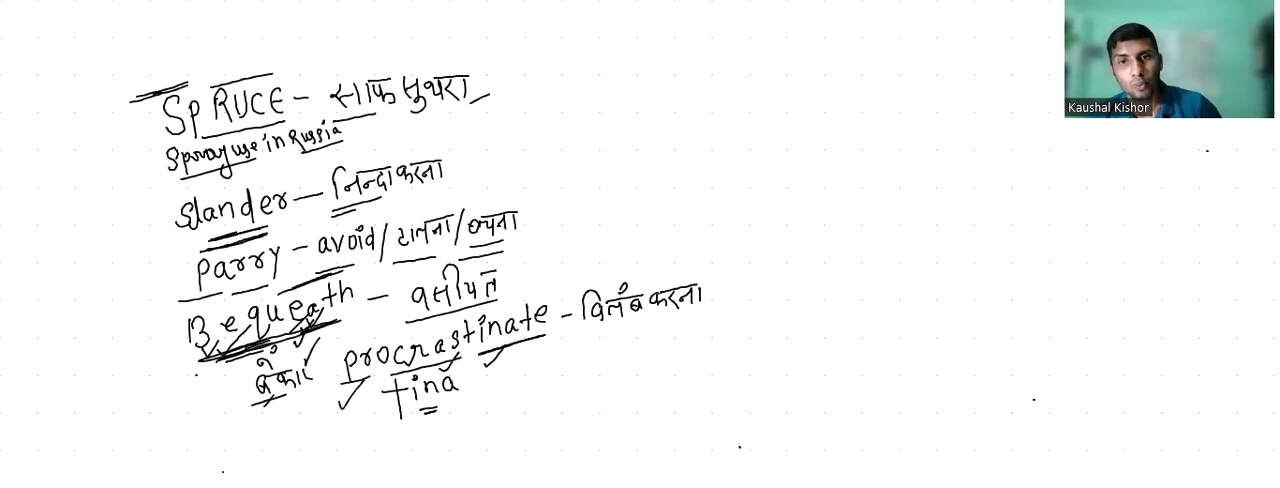 SpRUCE - साफ सुथरा
Spray use in Russia
Slander - निन्दा करना
Parry - avoid/टालना/बचना
Bequeath - वसीयत
procrastinate - विलंब करना
tina
Kaushal Kishor